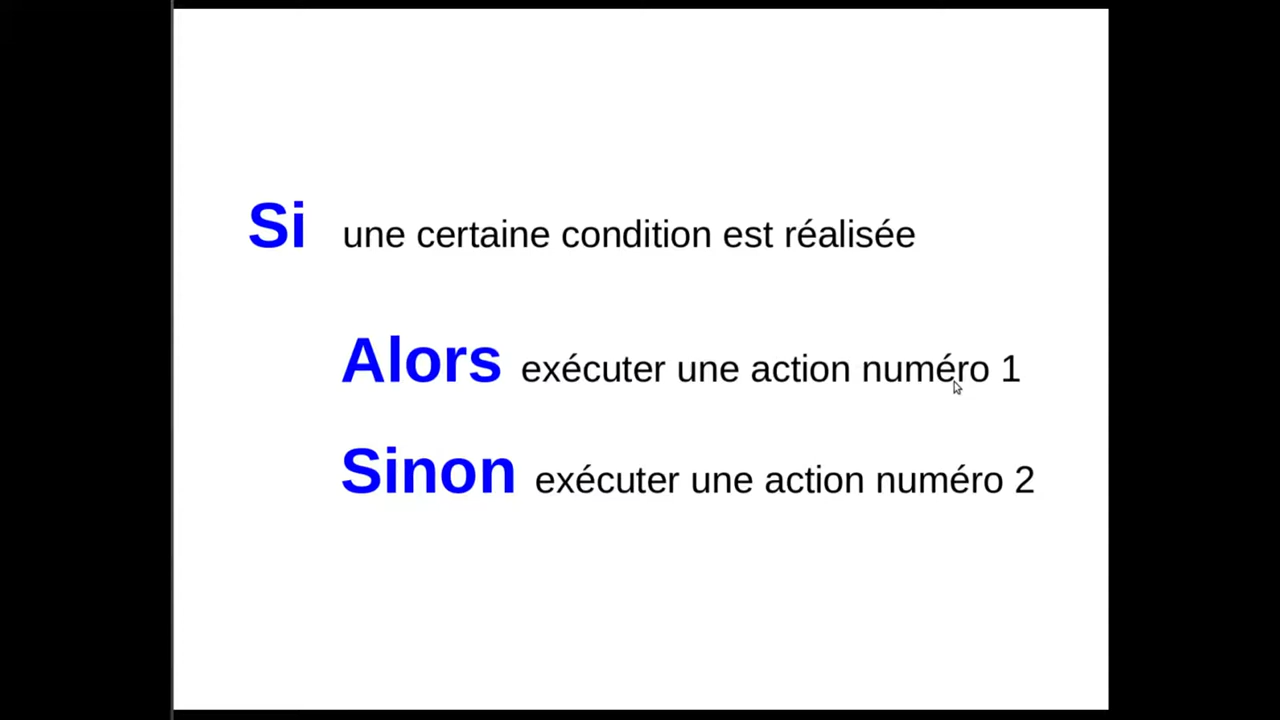 Si une certaine condition est réalisée
Alors exécuter une action numéro 1
Sinon exécuter une action numéro 2